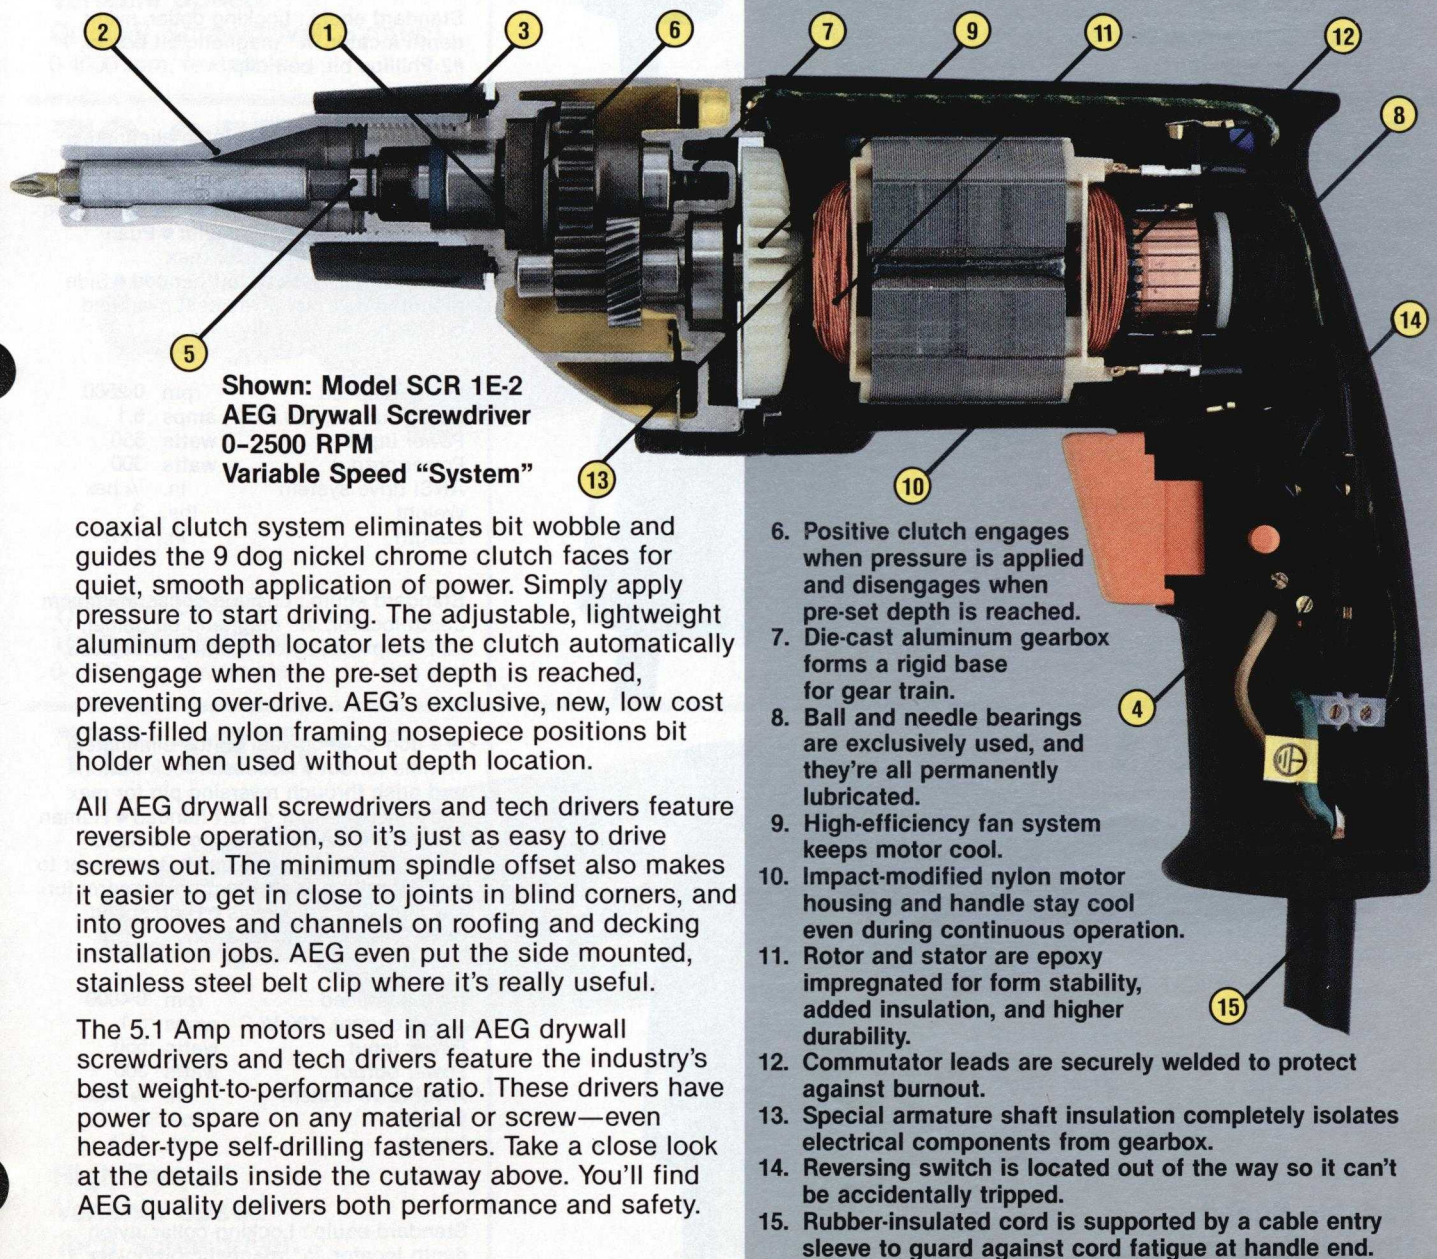 2
1
3
6
7
9
11
12
8
5
14
13
10
4
15
Shown: Model SCR 1E-2
AEG Drywall Screwdriver
0–2500 RPM
Variable Speed “System”
coaxial clutch system eliminates bit wobble and
guides the 9 dog nickel chrome clutch faces for
quiet, smooth application of power. Simply apply
pressure to start driving. The adjustable, lightweight
aluminum depth locator lets the clutch automatically
disengage when the pre-set depth is reached,
preventing over-drive. AEG's exclusive, new, low cost
glass-filled nylon framing nosepiece positions bit
holder when used without depth location.
All AEG drywall screwdrivers and tech drivers feature
reversible operation, so it's just as easy to drive
screws out. The minimum spindle offset also makes
it easier to get in close to joints in blind corners, and
into grooves and channels on roofing and decking
installation jobs. AEG even put the side mounted,
stainless steel belt clip where it's really useful.
The 5.1 Amp motors used in all AEG drywall
screwdrivers and tech drivers feature the industry's
best weight-to-performance ratio. These drivers have
power to spare on any material or screw—even
header-type self-drilling fasteners. Take a close look
at the details inside the cutaway above. You'll find
AEG quality delivers both performance and safety.
6. Positive clutch engages
when pressure is applied
and disengages when
pre-set depth is reached.
7. Die-cast aluminum gearbox
forms a rigid base
for gear train.
8. Ball and needle bearings
are exclusively used, and
they're all permanently
lubricated.
9. High-efficiency fan system
keeps motor cool.
10. Impact-modified nylon motor
housing and handle stay cool
even during continuous operation.
11. Rotor and stator are epoxy
impregnated for form stability,
added insulation, and higher
durability.
12. Commutator leads are securely welded to protect
against burnout.
13. Special armature shaft insulation completely isolates
electrical components from gearbox.
14. Reversing switch is located out of the way so it can't
be accidentally tripped.
15. Rubber-insulated cord is supported by a cable entry
sleeve to guard against cord fatigue at handle end.